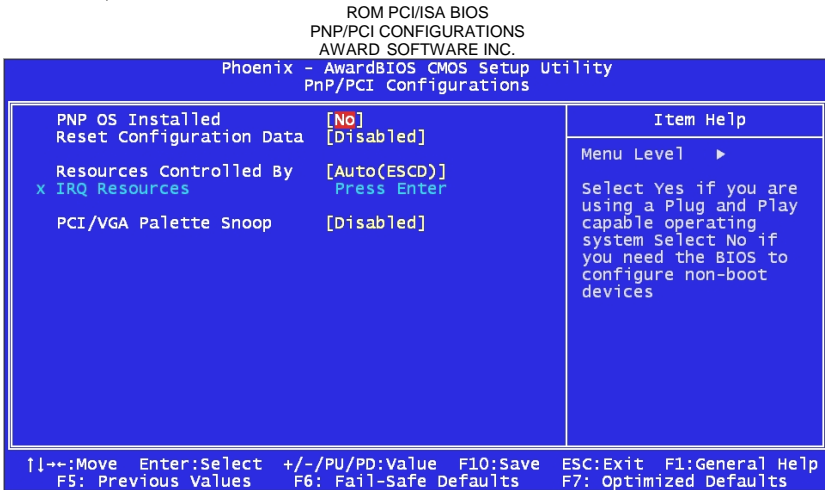 ROM PCI/ISA BIOS
PNP/PCI CONFIGURATIONS
AWARD SOFTWARE INC.
Phoenix - AwardBIOS CMOS Setup Utility
PnP/PCI Configurations
PNP OS Installed [No]
Reset Configuration Data [Disabled]
Resources Controlled By [Auto(ESCD)]
x IRQ Resources Press Enter
PCI/VGA Palette Snoop [Disabled]
Item Help
Menu Level ▶
Select Yes if you are
using a Plug and Play
capable operating
system Select No if
you need the BIOS to
configure non-boot
devices
↑↓→←:Move Enter:Select +/-/PU/PD:Value F10:Save ESC:Exit F1:General Help
F5: Previous Values F6: Fail-Safe Defaults F7: Optimized Defaults